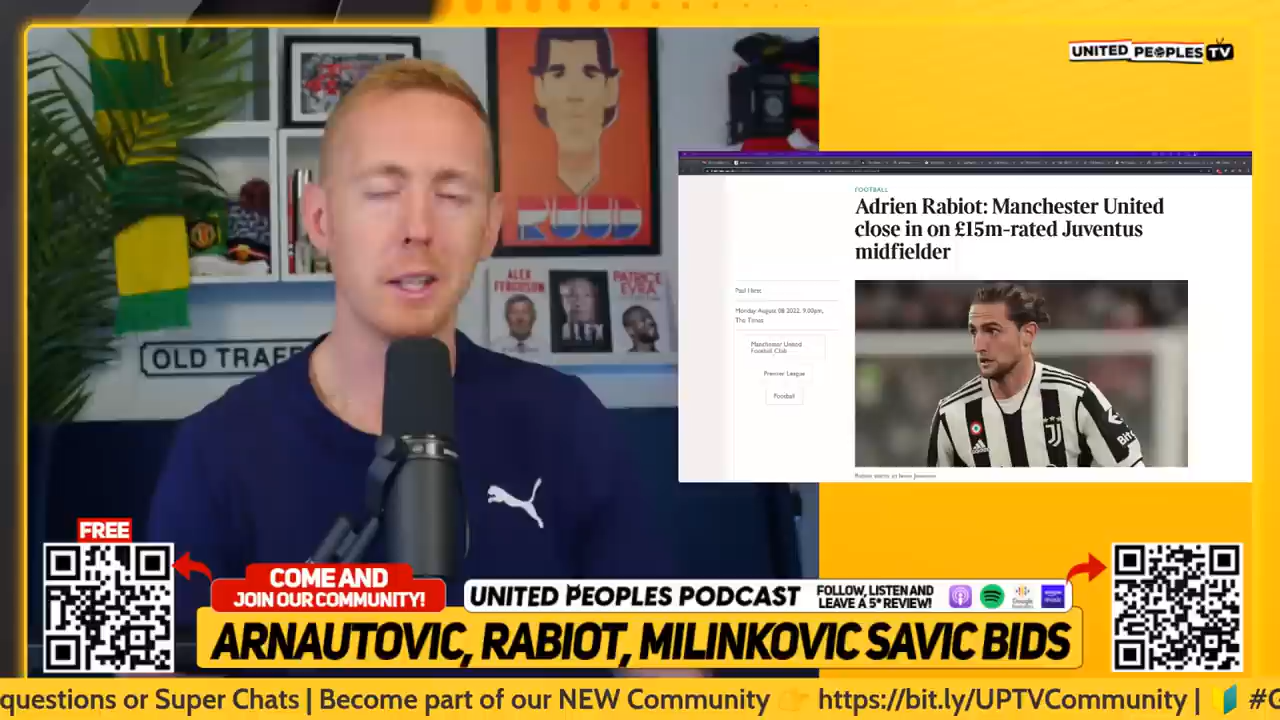 UNITED PEOPLES TV
RUUD
ALEX
FERGUSON
ALEX
PATRICE
EVRA
OLD TRAFF
FOOTBALL
Adrien Rabiot: Manchester United
close in on £15m-rated Juventus
midfielder
Monday August 08 2022, 9.00pm,
The Times
Manchester United
Football Club
Premier League
Football
FREE
COME AND
JOIN OUR COMMUNITY!
UNITED PEOPLES PODCAST
FOLLOW, LISTEN AND
LEAVE A 5* REVIEW!
ARNAUTOVIC, RABIOT, MILINKOVIC SAVIC BIDS
questions or Super Chats | Become part of our NEW Community 👉 https://bit.ly/UPTVCommunity | 🔰 #G